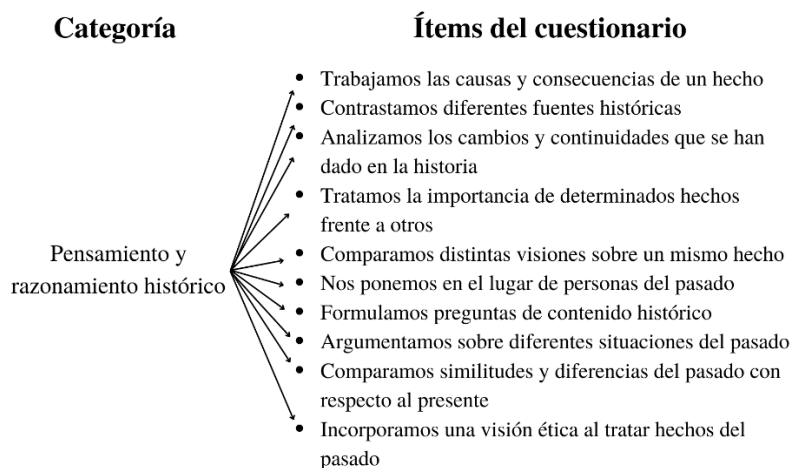 Categoría
Ítems del cuestionario
• Trabajamos las causas y consecuencias de un hecho
• Contrastamos diferentes fuentes históricas
• Analizamos los cambios y continuidades que se han
dado en la historia
• Tratamos la importancia de determinados hechos
frente a otros
Pensamiento y
razonamiento histórico
• Comparamos distintas visiones sobre un mismo hecho
• Nos ponemos en el lugar de personas del pasado
• Formulamos preguntas de contenido histórico
• Argumentamos sobre diferentes situaciones del pasado
• Comparamos similitudes y diferencias del pasado con
respecto al presente
• Incorporamos una visión ética al tratar hechos del
pasado